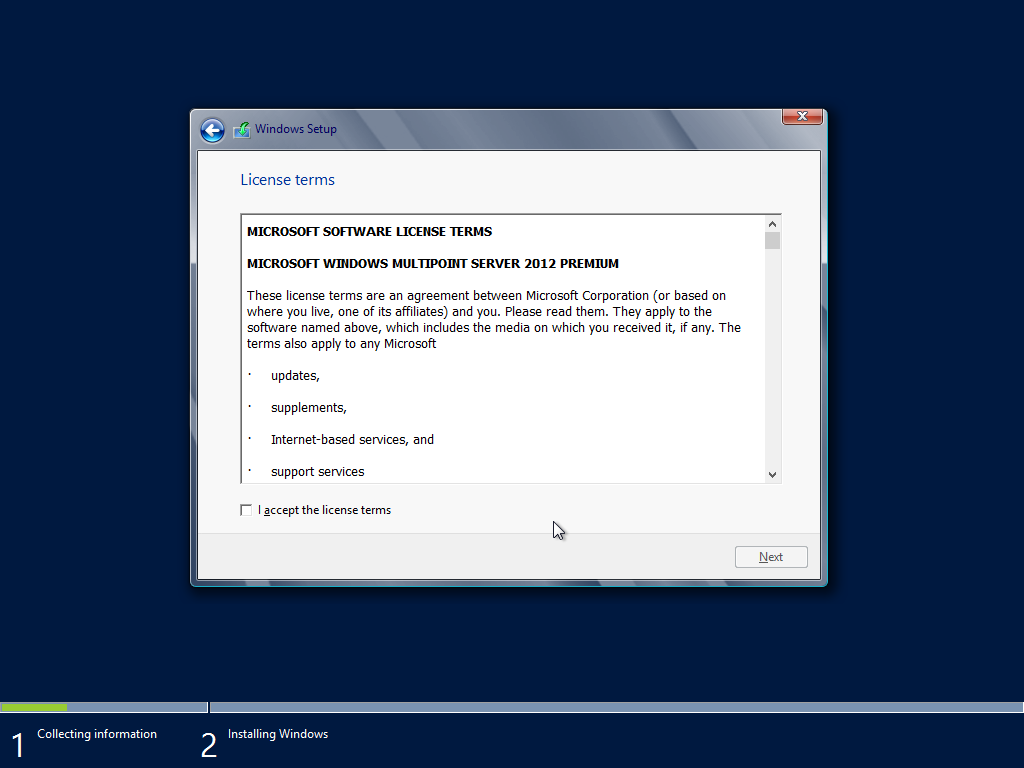 Windows Setup
License terms
MICROSOFT SOFTWARE LICENSE TERMS
MICROSOFT WINDOWS MULTIPOINT SERVER 2012 PREMIUM
These license terms are an agreement between Microsoft Corporation (or based on
where you live, one of its affiliates) and you. Please read them. They apply to the
software named above, which includes the media on which you received it, if any. The
terms also apply to any Microsoft
· updates,
· supplements,
· Internet-based services, and
· support services
I accept the license terms
Next
1 Collecting information
2 Installing Windows